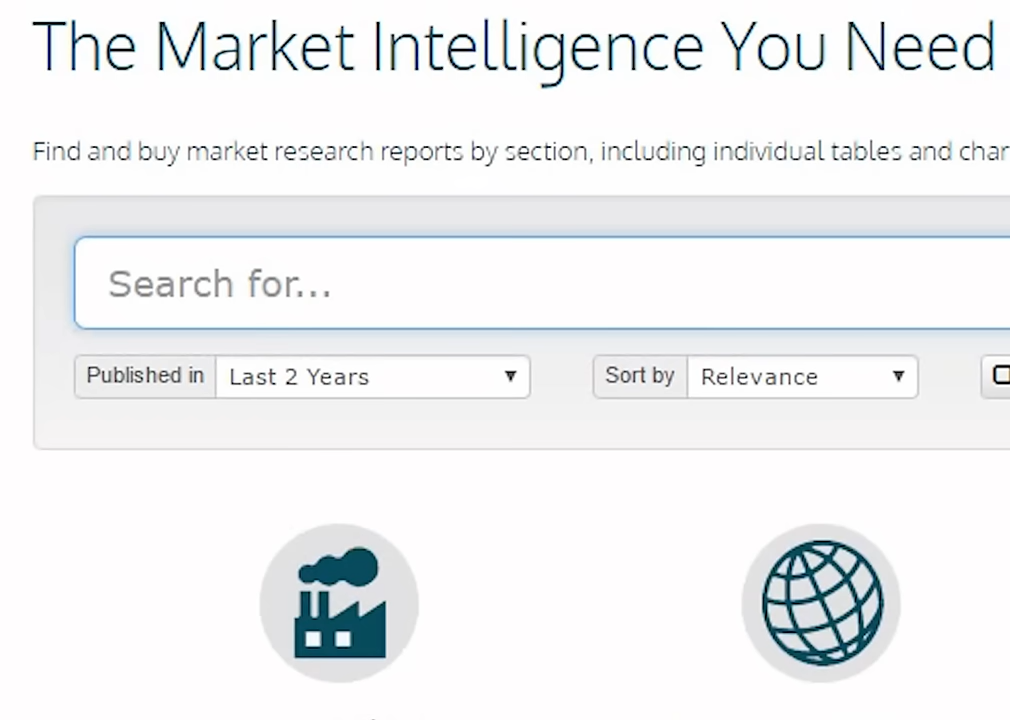 The Market Intelligence You Need
Find and buy market research reports by section, including individual tables and char
Search for...
Published in Last 2 Years Sort by Relevance